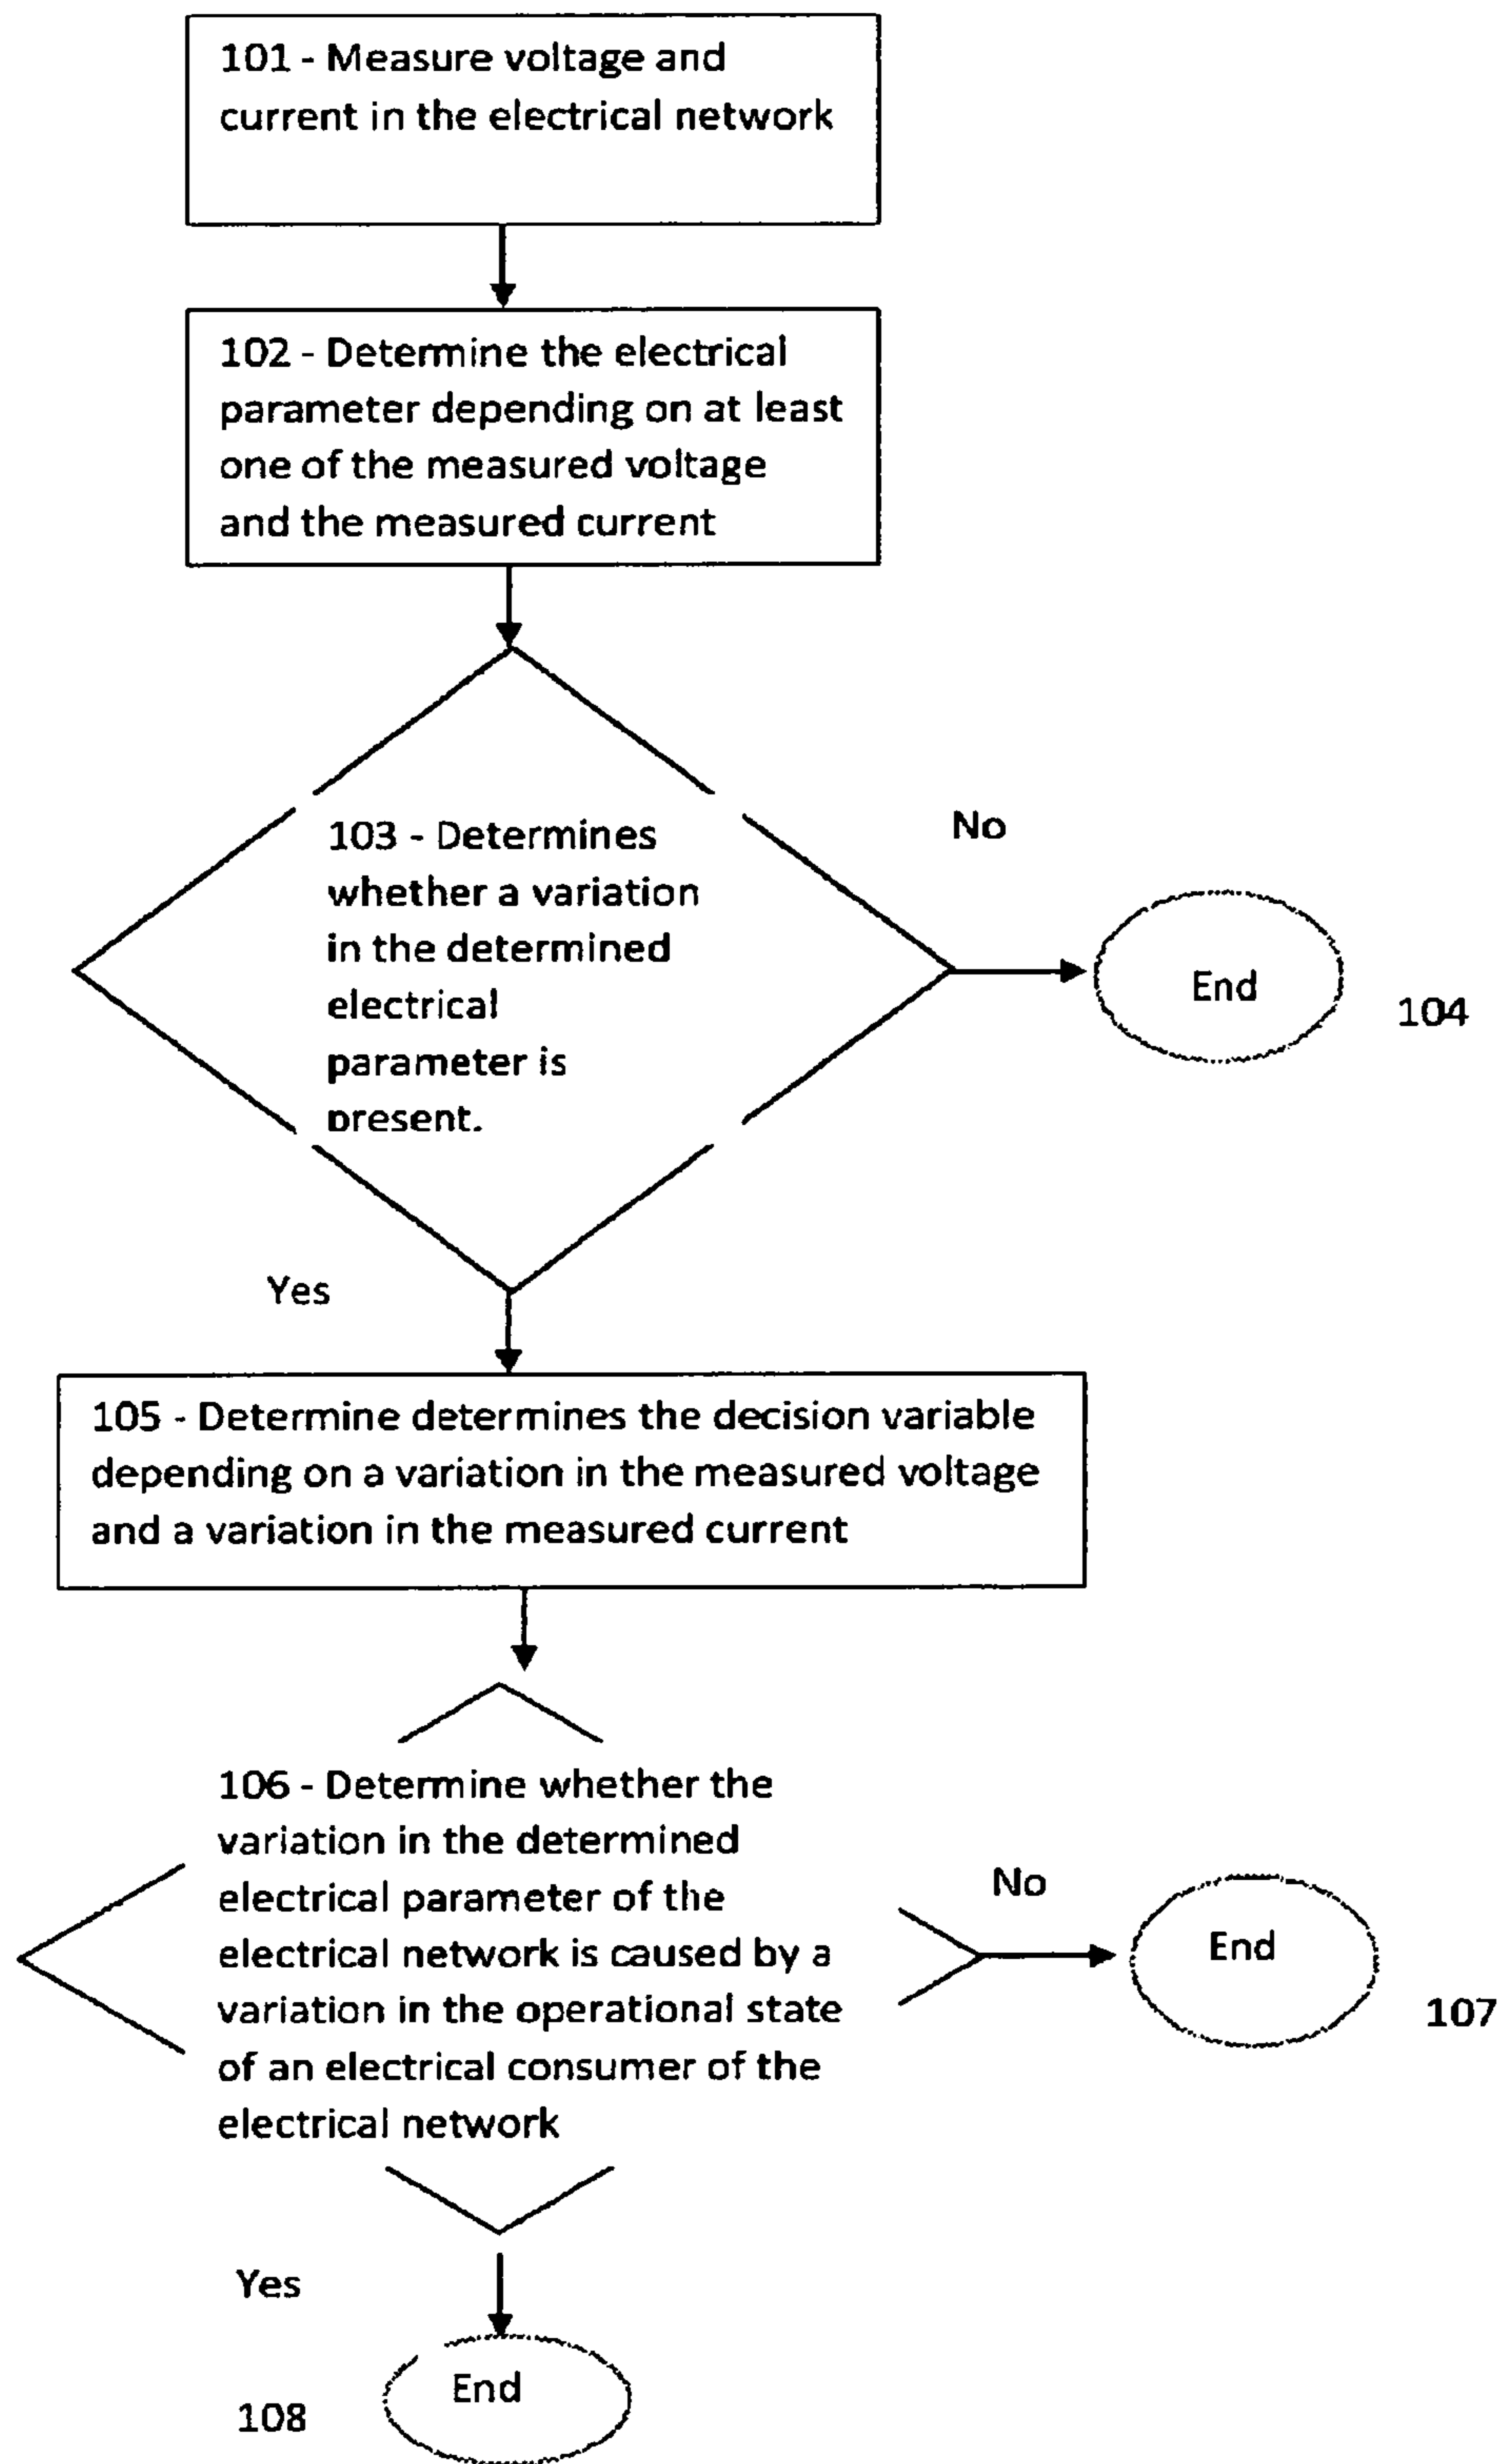 101 - Measure voltage and
current in the electrical network
102 - Determine the electrical
parameter depending on at least
one of the measured voltage
and the measured current
103 - Determines
whether a variation
in the determined
electrical
parameter is
present.
No
End
104
Yes
105 - Determine determines the decision variable
depending on a variation in the measured voltage
and a variation in the measured current
106 - Determine whether the
variation in the determined
electrical parameter of the
electrical network is caused by a
variation in the operational state
of an electrical consumer of the
electrical network
No
End
107
Yes
End
108